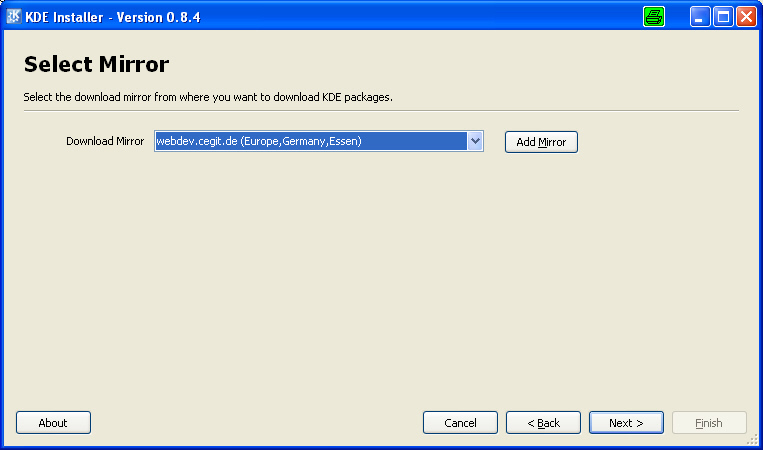 KDE Installer - Version 0.8.4
Select Mirror
Select the download mirror from where you want to download KDE packages.
Download Mirror webdev.cegit.de (Europe,Germany,Essen) Add Mirror
About Cancel < Back Next > Finish